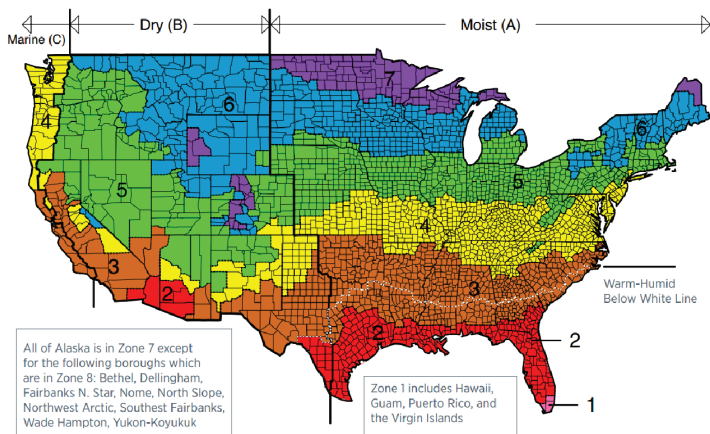 Marine (C)
Dry (B)
Moist (A)
7
6
6
4
5
5
4
3
3
2
2
Warm-Humid
Below White Line
2
1
All of Alaska is in Zone 7 except
for the following boroughs which
are in Zone 8: Bethel, Dellingham,
Fairbanks N. Star, Nome, North Slope,
Northwest Arctic, Southest Fairbanks,
Wade Hampton, Yukon-Koyukuk
Zone 1 includes Hawaii,
Guam, Puerto Rico, and
the Virgin Islands